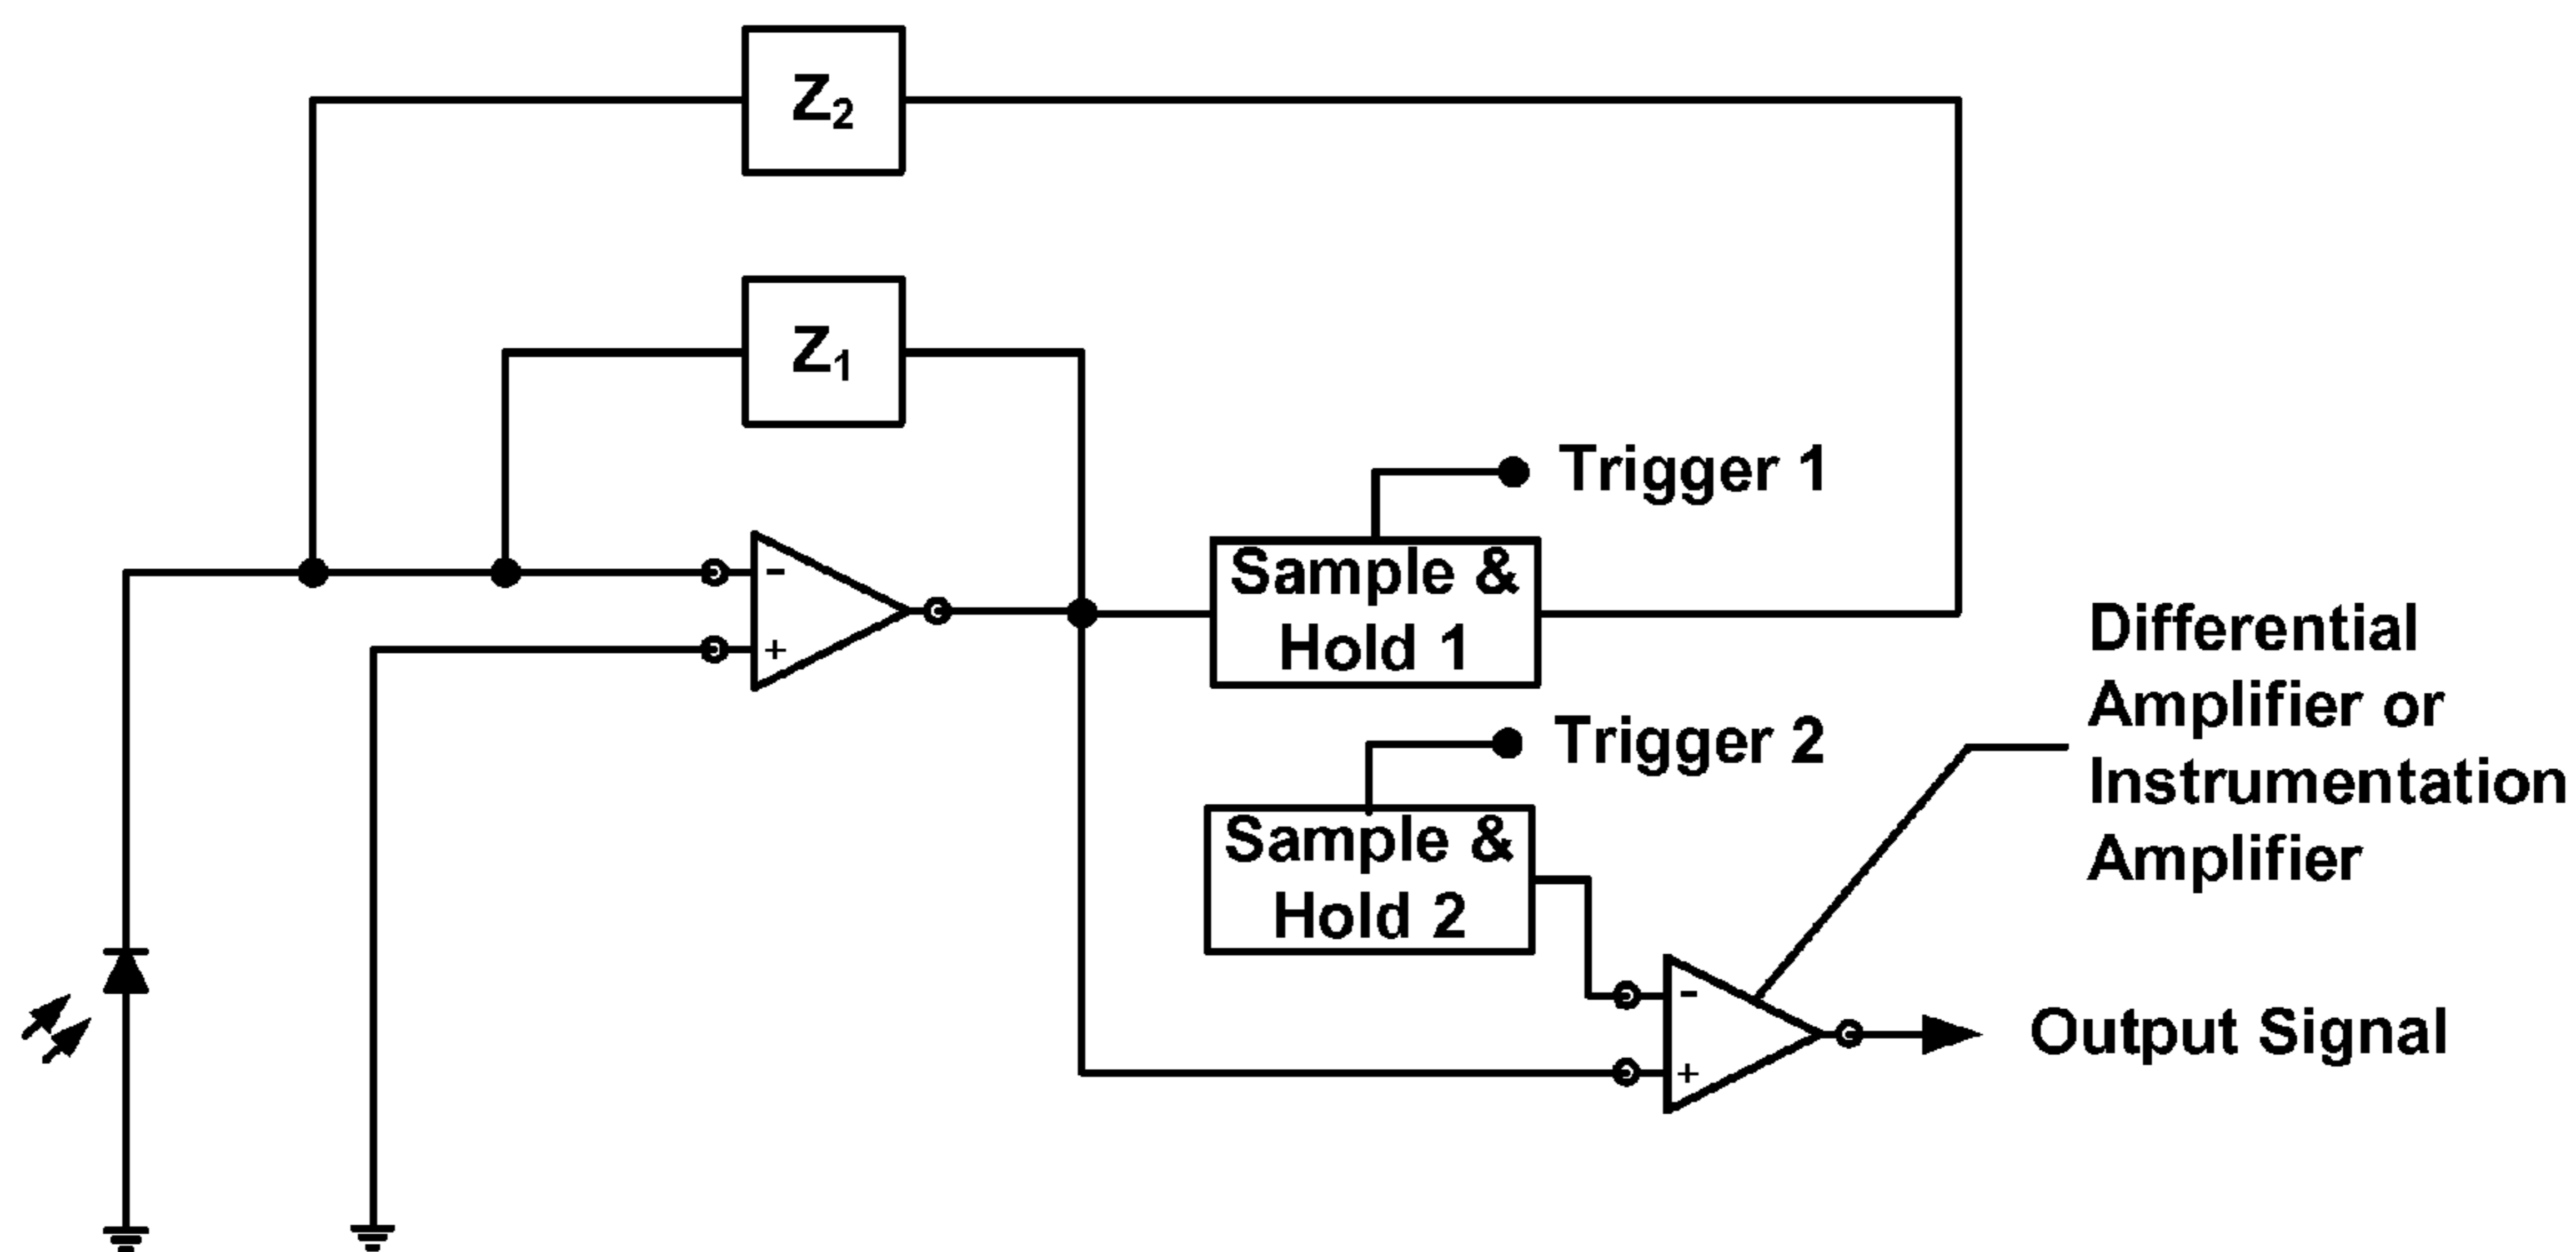 Z₂
Z₁
Trigger 1
-
+
Sample &
Hold 1
Differential
Amplifier or
Instrumentation
Amplifier
Trigger 2
Sample &
Hold 2
-
+
Output Signal